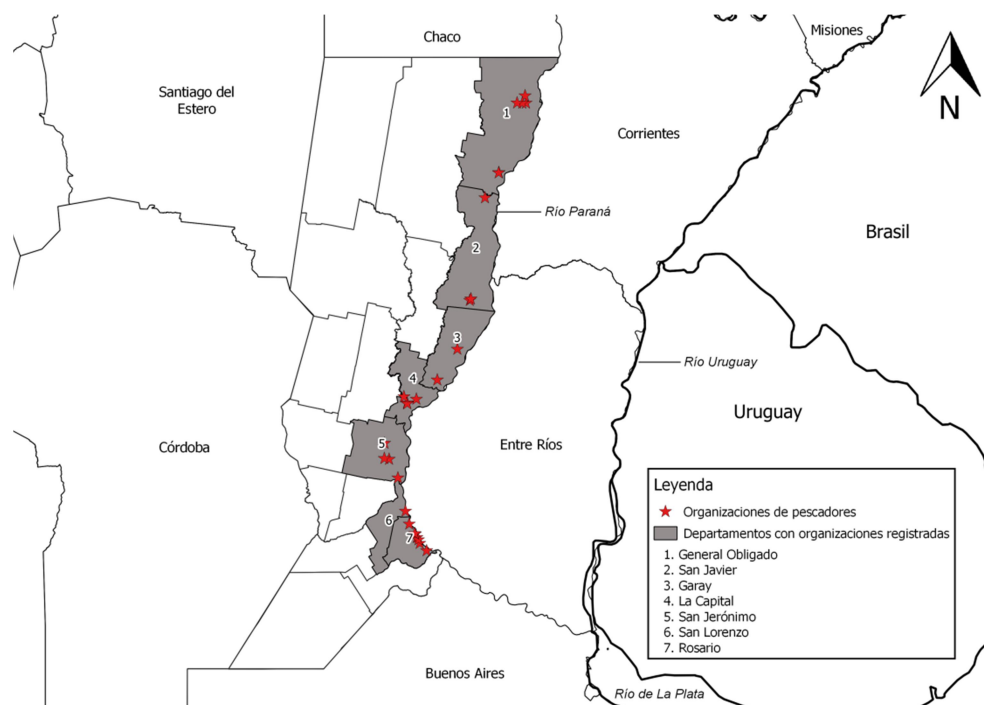 Misiones
Chaco
Santiago del
Estero
N
1
Corrientes
Río Paraná
Brasil
2
3
Río Uruguay
4
Uruguay
Córdoba
5
Entre Ríos
6
7
Buenos Aires
Río de La Plata
Leyenda
Organizaciones de pescadores
Departamentos con organizaciones registradas
1. General Obligado
2. San Javier
3. Garay
4. La Capital
5. San Jerónimo
6. San Lorenzo
7. Rosario